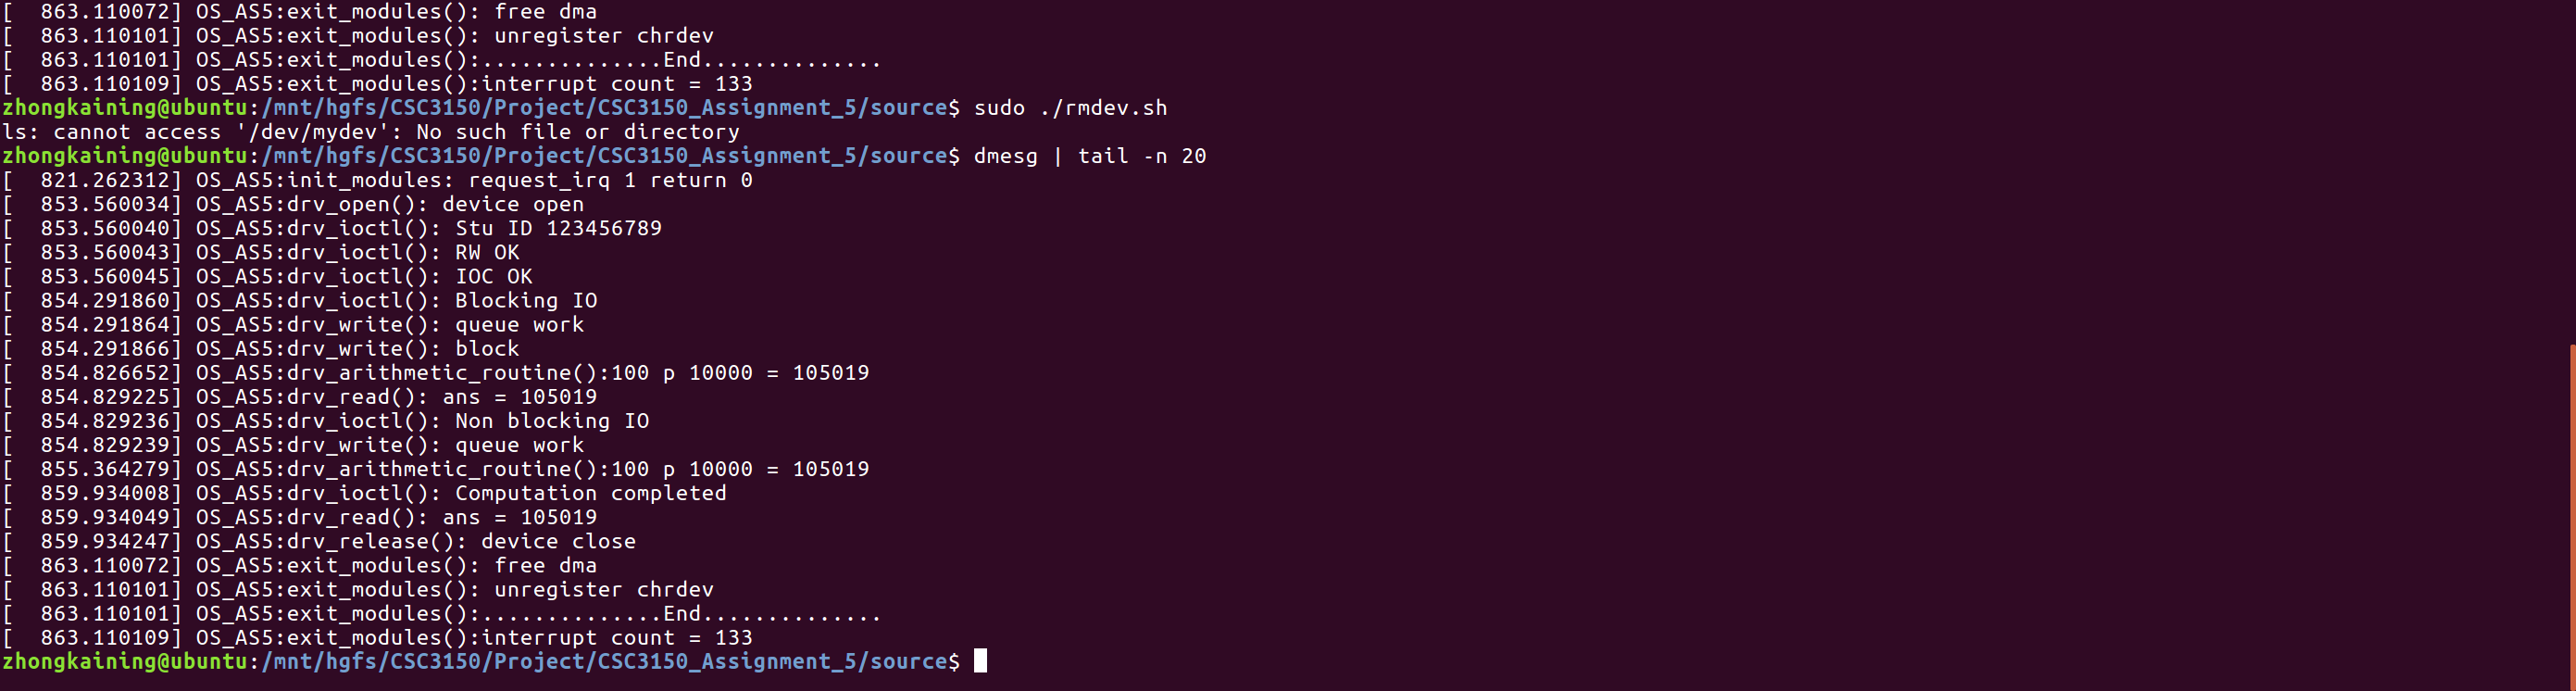 [  863.110072] OS_AS5:exit_modules(): free dma
[  863.110101] OS_AS5:exit_modules(): unregister chrdev
[  863.110101] OS_AS5:exit_modules():..............End..............
[  863.110109] OS_AS5:exit_modules():interrupt count = 133
zhongkaining@ubuntu:/mnt/hgfs/CSC3150/Project/CSC3150_Assignment_5/source$ sudo ./rmdev.sh
ls: cannot access '/dev/mydev': No such file or directory
zhongkaining@ubuntu:/mnt/hgfs/CSC3150/Project/CSC3150_Assignment_5/source$ dmesg | tail -n 20
[  821.262312] OS_AS5:init_modules: request_irq 1 return 0
[  853.560034] OS_AS5:drv_open(): device open
[  853.560040] OS_AS5:drv_ioctl(): Stu ID 123456789
[  853.560043] OS_AS5:drv_ioctl(): RW OK
[  853.560045] OS_AS5:drv_ioctl(): IOC OK
[  854.291860] OS_AS5:drv_ioctl(): Blocking IO
[  854.291864] OS_AS5:drv_write(): queue work
[  854.291866] OS_AS5:drv_write(): block
[  854.826652] OS_AS5:drv_arithmetic_routine():100 p 10000 = 105019
[  854.829225] OS_AS5:drv_read(): ans = 105019
[  854.829236] OS_AS5:drv_ioctl(): Non blocking IO
[  854.829239] OS_AS5:drv_write(): queue work
[  855.364279] OS_AS5:drv_arithmetic_routine():100 p 10000 = 105019
[  859.934008] OS_AS5:drv_ioctl(): Computation completed
[  859.934049] OS_AS5:drv_read(): ans = 105019
[  859.934247] OS_AS5:drv_release(): device close
[  863.110072] OS_AS5:exit_modules(): free dma
[  863.110101] OS_AS5:exit_modules(): unregister chrdev
[  863.110101] OS_AS5:exit_modules():..............End..............
[  863.110109] OS_AS5:exit_modules():interrupt count = 133
zhongkaining@ubuntu:/mnt/hgfs/CSC3150/Project/CSC3150_Assignment_5/source$